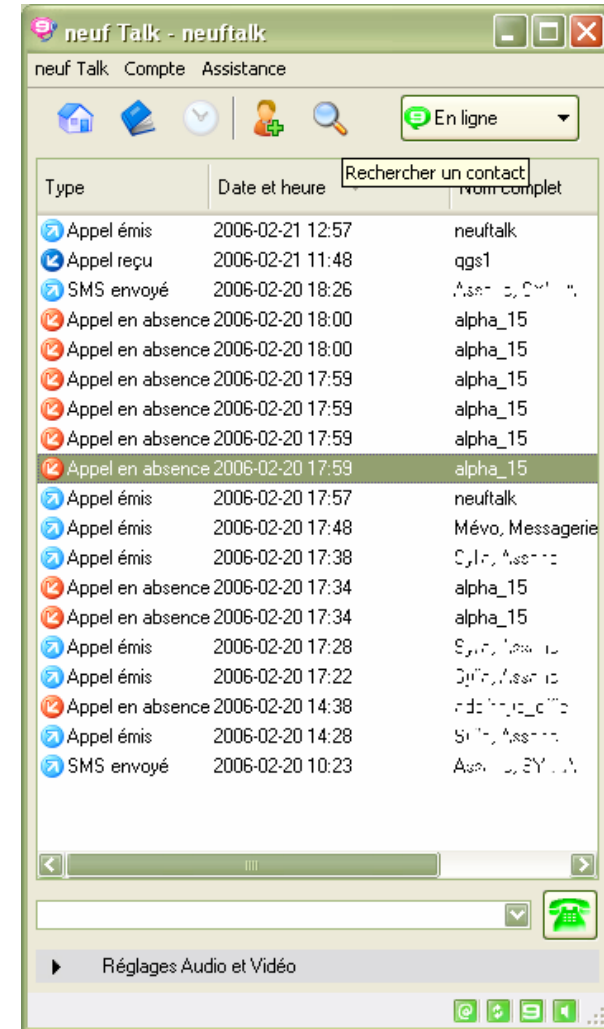 neuf Talk - neuftalk
neuf Talk Compte Assistance
En ligne
Rechercher un contact
Type Date et heure Nom complet
Appel émis 2006-02-21 12:57 neuftalk
Appel reçu 2006-02-21 11:48 qgs1
SMS envoyé 2006-02-20 18:26
Appel en absence 2006-02-20 18:00 alpha_15
Appel en absence 2006-02-20 18:00 alpha_15
Appel en absence 2006-02-20 17:59 alpha_15
Appel en absence 2006-02-20 17:59 alpha_15
Appel en absence 2006-02-20 17:59 alpha_15
Appel en absence 2006-02-20 17:59 alpha_15
Appel émis 2006-02-20 17:57 neuftalk
Appel émis 2006-02-20 17:48 Mévo, Messagerie
Appel émis 2006-02-20 17:38
Appel en absence 2006-02-20 17:34 alpha_15
Appel en absence 2006-02-20 17:34 alpha_15
Appel émis 2006-02-20 17:28
Appel émis 2006-02-20 17:22
Appel en absence 2006-02-20 14:38
Appel émis 2006-02-20 14:28
SMS envoyé 2006-02-20 10:23
Réglages Audio et Vidéo